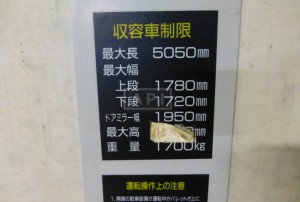 収容車制限
最大長 5050mm
最大幅
上段 1780mm
下段 1720mm
ドアミラー幅 1950mm
最大高 mm
重量 1700kg
運転操作上の注意